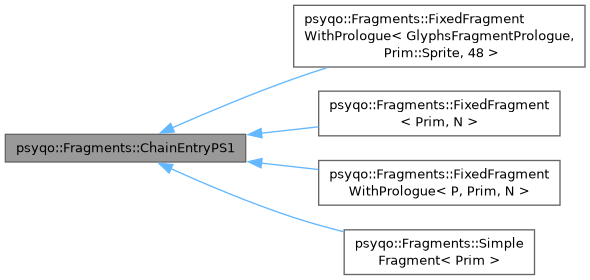 psyqo::Fragments::FixedFragment
WithPrologue< GlyphsFragmentPrologue,
Prim::Sprite, 48 >
psyqo::Fragments::FixedFragment
< Prim, N >
psyqo::Fragments::ChainEntryPS1
psyqo::Fragments::FixedFragment
WithPrologue< P, Prim, N >
psyqo::Fragments::Simple
Fragment< Prim >